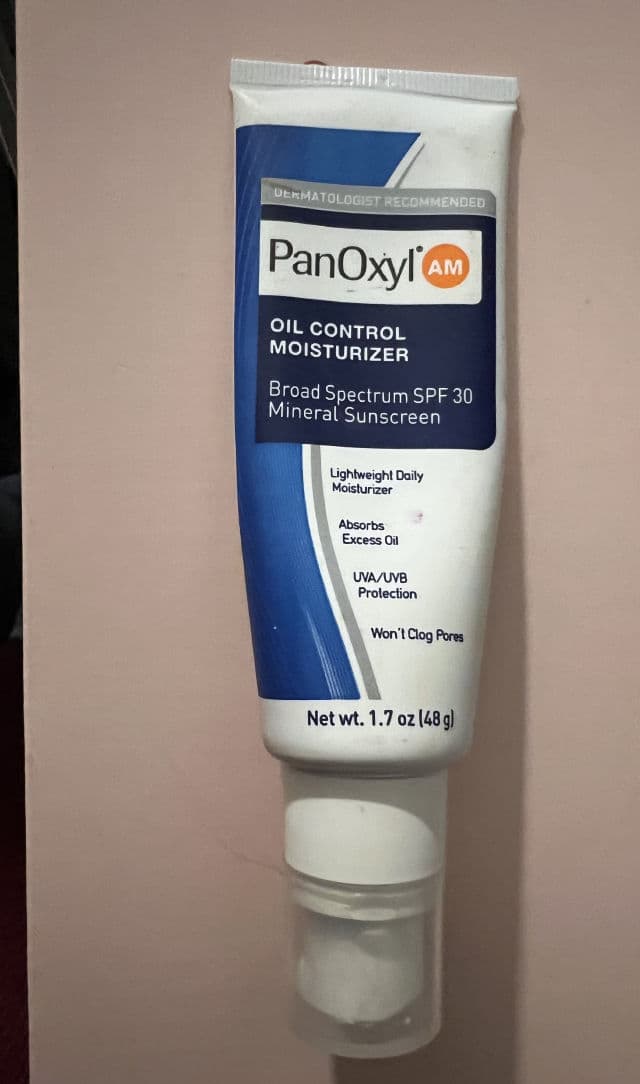 DERMATOLOGIST RECOMMENDED
PanOxyl® AM
OIL CONTROL
MOISTURIZER
Broad Spectrum SPF 30
Mineral Sunscreen
Lightweight Daily
Moisturizer
Absorbs
Excess Oil
UVA/UVB
Protection
Won't Clog Pores
Net wt. 1.7 oz (48 g)